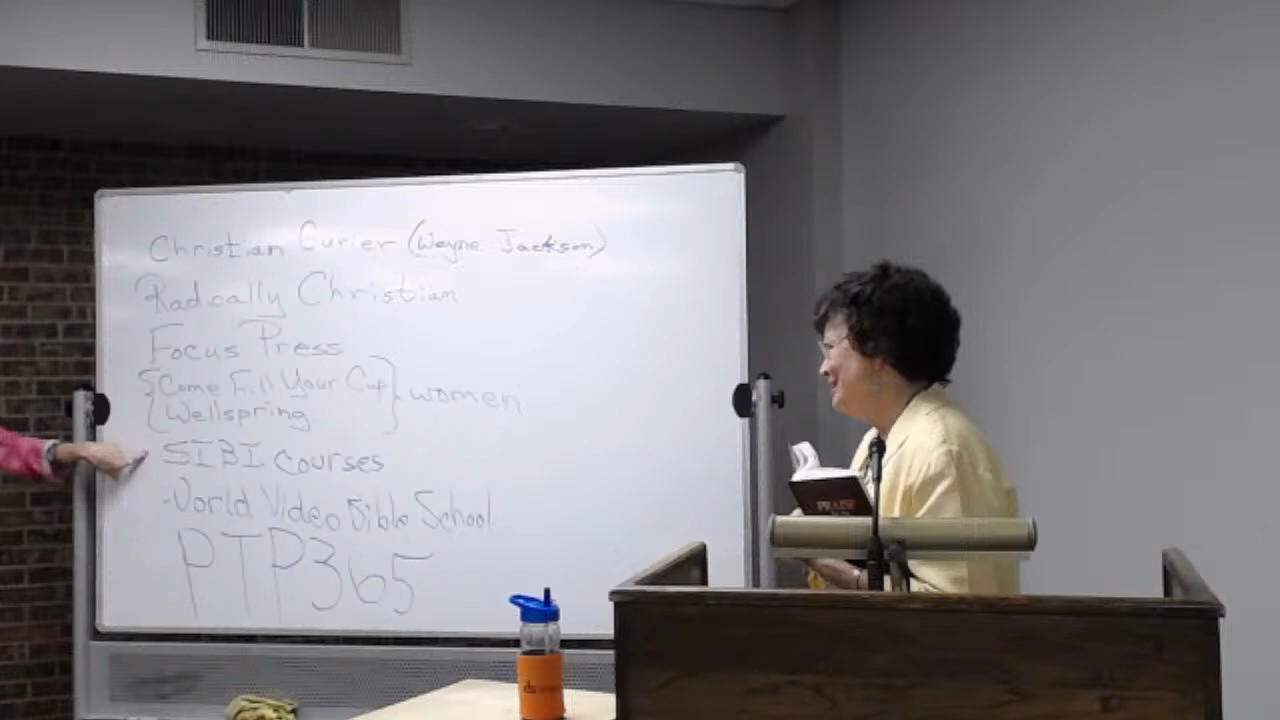 Christian Curier (Wayne Jackson)
Radically Christian
Focus Press
{Come Fill Your Cup} women
{Wellspring}
SIBI courses
World Video Bible School
PTP365
PRAISE